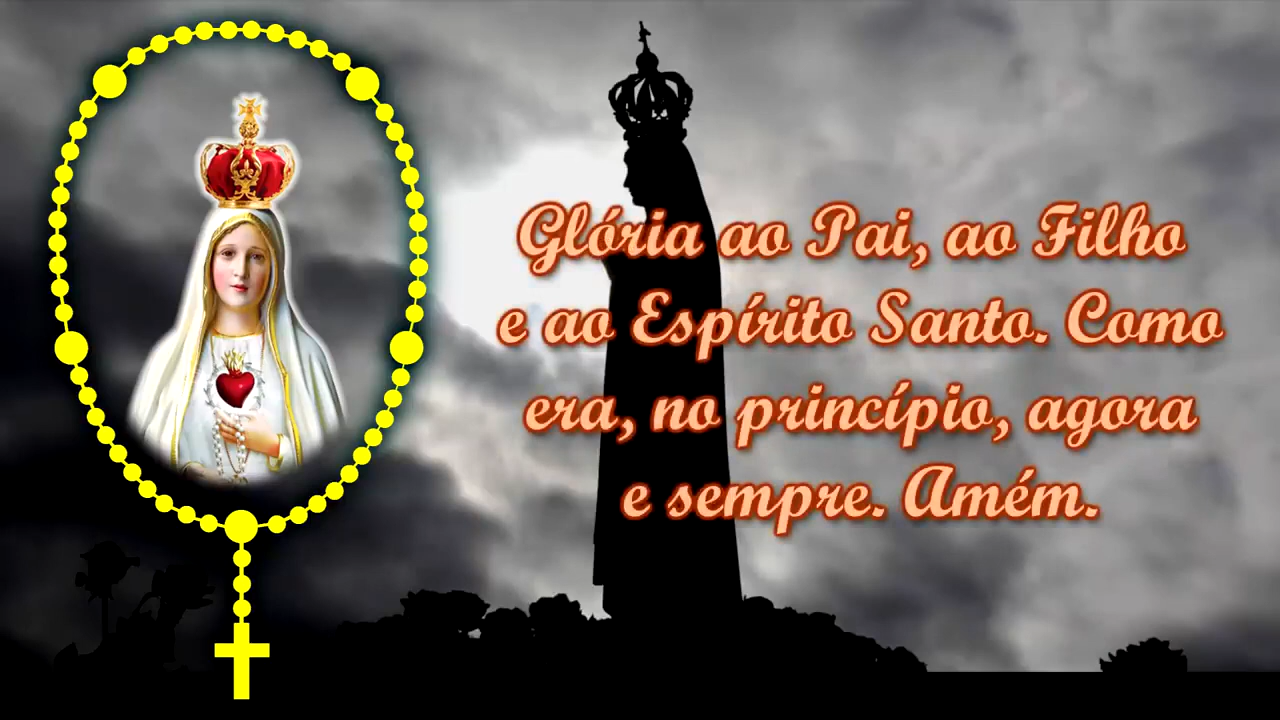 Glória ao Pai, ao Filho
e ao Espírito Santo. Como
era, no princípio, agora
e sempre. Amém.